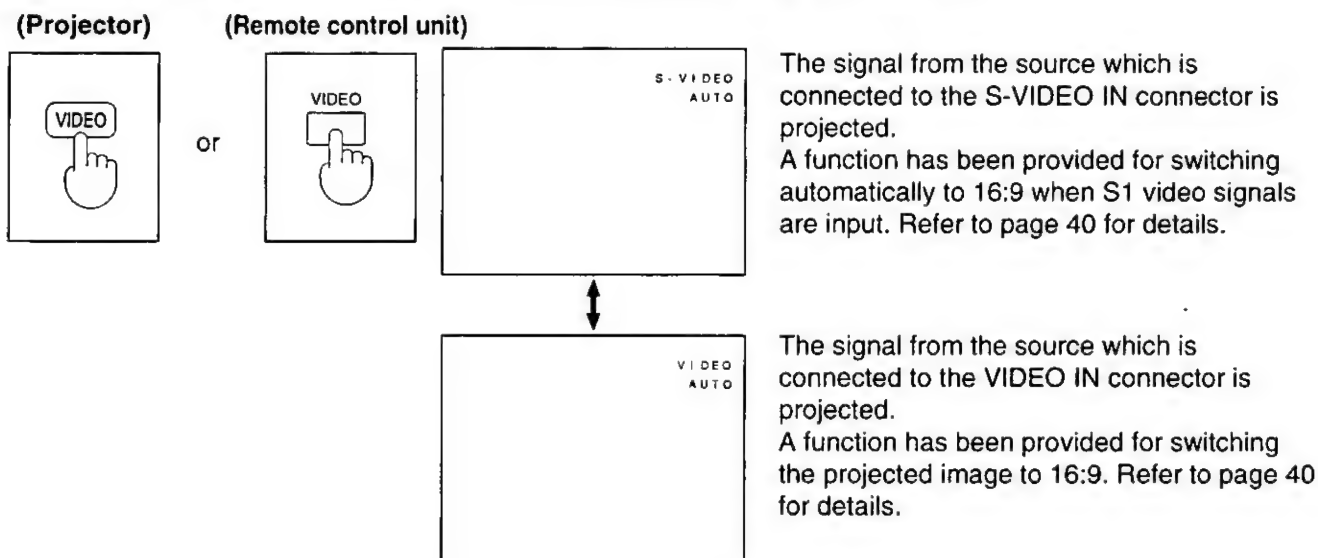 (Projector)
(Remote control unit)
VIDEO
or
VIDEO
S-VIDEO
AUTO
The signal from the source which is
connected to the S-VIDEO IN connector is
projected.
A function has been provided for switching
automatically to 16:9 when S1 video signals
are input. Refer to page 40 for details.
VIDEO
AUTO
The signal from the source which is
connected to the VIDEO IN connector is
projected.
A function has been provided for switching
the projected image to 16:9. Refer to page 40
for details.